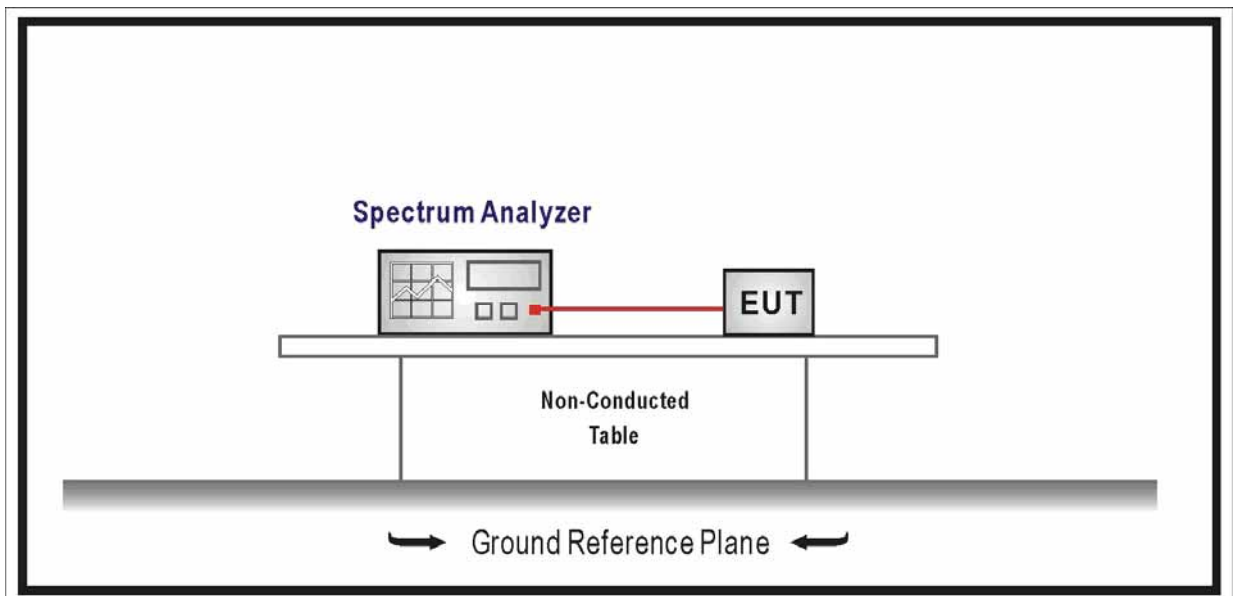 Spectrum Analyzer
EUT
Non-Conducted
Table
Ground Reference Plane